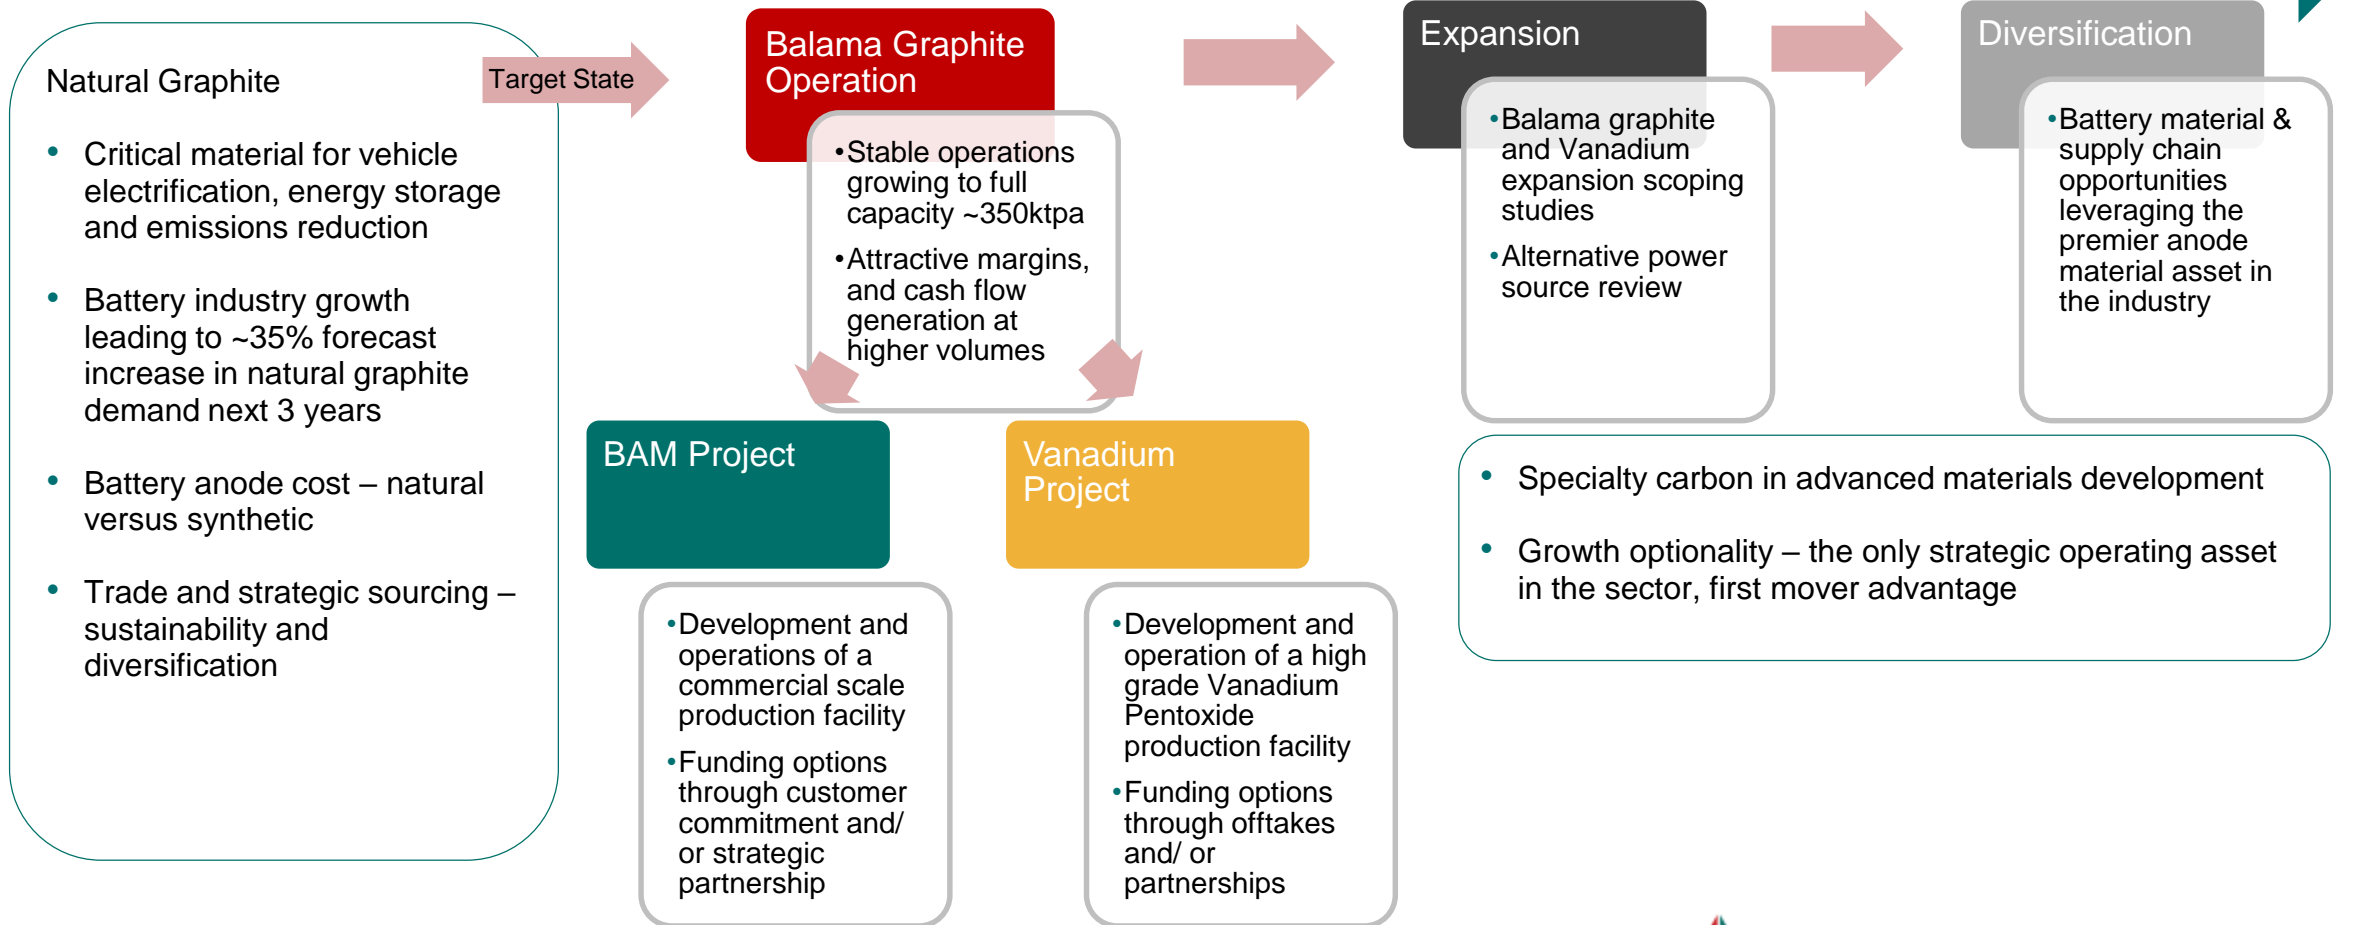 Natural Graphite
• Critical material for vehicle
electrification, energy storage
and emissions reduction
• Battery industry growth
leading to ~35% forecast
increase in natural graphite
demand next 3 years
• Battery anode cost – natural
versus synthetic
• Trade and strategic sourcing –
sustainability and
diversification
Target State
Balama Graphite
Operation
•Stable operations
growing to full
capacity ~350ktpa
•Attractive margins,
and cash flow
generation at
higher volumes
BAM Project
•Development and
operations of a
commercial scale
production facility
•Funding options
through customer
commitment and/
or strategic
partnership
Vanadium
Project
•Development and
operation of a high
grade Vanadium
Pentoxide
production facility
•Funding options
through offtakes
and/ or
partnerships
Expansion
•Balama graphite
and Vanadium
expansion scoping
studies
•Alternative power
source review
Diversification
•Battery material &
supply chain
opportunities
leveraging the
premier anode
material asset in
the industry
• Specialty carbon in advanced materials development
• Growth optionality – the only strategic operating asset
in the sector, first mover advantage